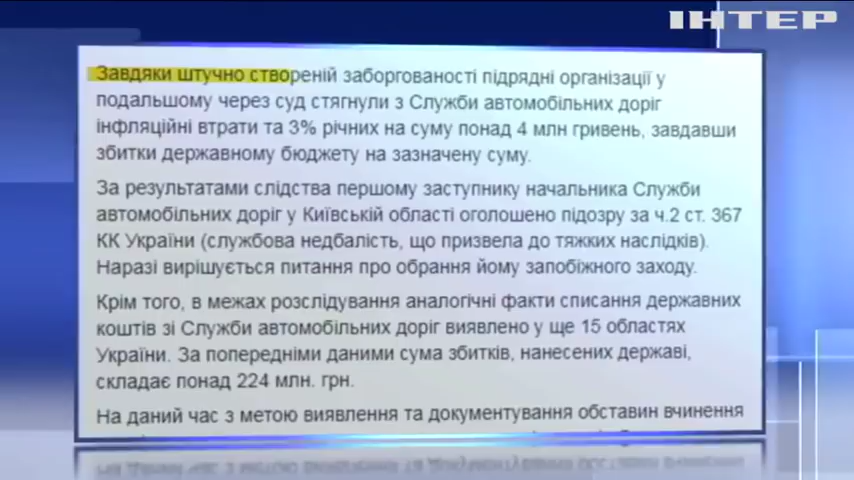 ІНТЕР
Завдяки штучно створеній заборгованості підрядні організації у
подальшому через суд стягнули з Служби автомобільних доріг
інфляційні втрати та 3% річних на суму понад 4 млн гривень, завдавши
збитки державному бюджету на зазначену суму.
За результатами слідства першому заступнику начальника Служби
автомобільних доріг у Київській області оголошено підозру за ч.2 ст. 367
КК України (службова недбалість, що призвела до тяжких наслідків).
Наразі вирішується питання про обрання йому запобіжного заходу.
Крім того, в межах розслідування аналогічні факти списання державних
коштів зі Служби автомобільних доріг виявлено у ще 15 областях
України. За попередніми даними сума збитків, нанесених державі,
складає понад 224 млн. грн.
На даний час з метою виявлення та документування обставин вчинення